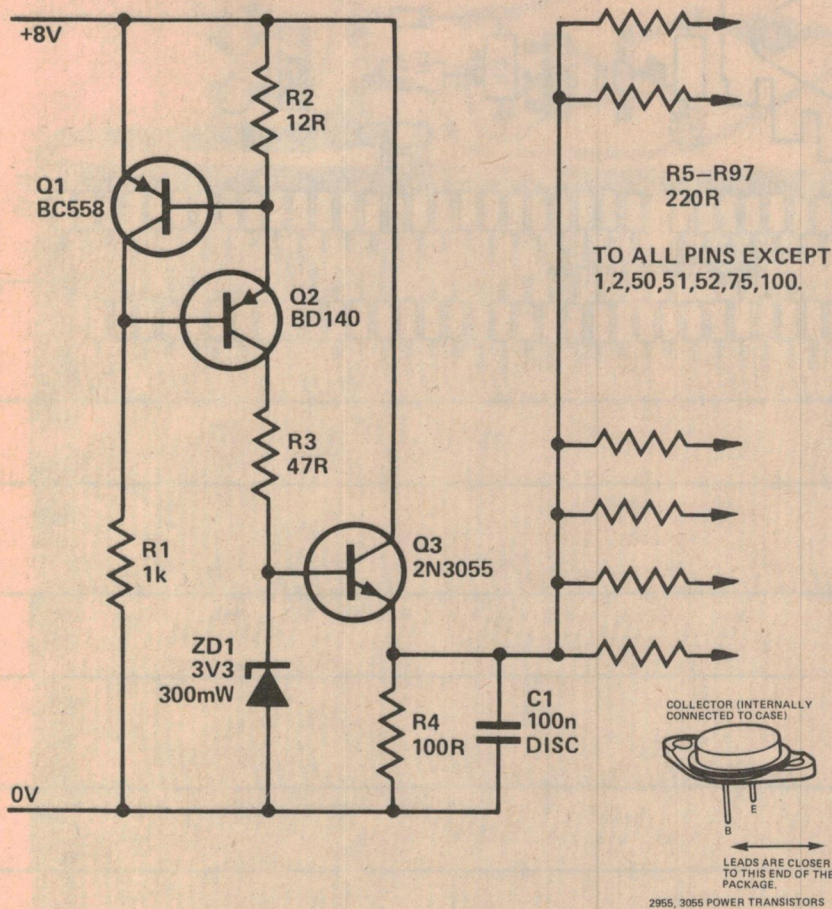 +8V
R2
12R
Q1
BC558
R5–R97
220R
TO ALL PINS EXCEPT
1,2,50,51,52,75,100.
Q2
BD140
R3
47R
R1
1k
Q3
2N3055
ZD1
3V3
300mW
R4
100R
C1
100n
DISC
0V
COLLECTOR (INTERNALLY
CONNECTED TO CASE)
B
E
LEADS ARE CLOSER
TO THIS END OF THE
PACKAGE.
2955, 3055 POWER TRANSISTORS